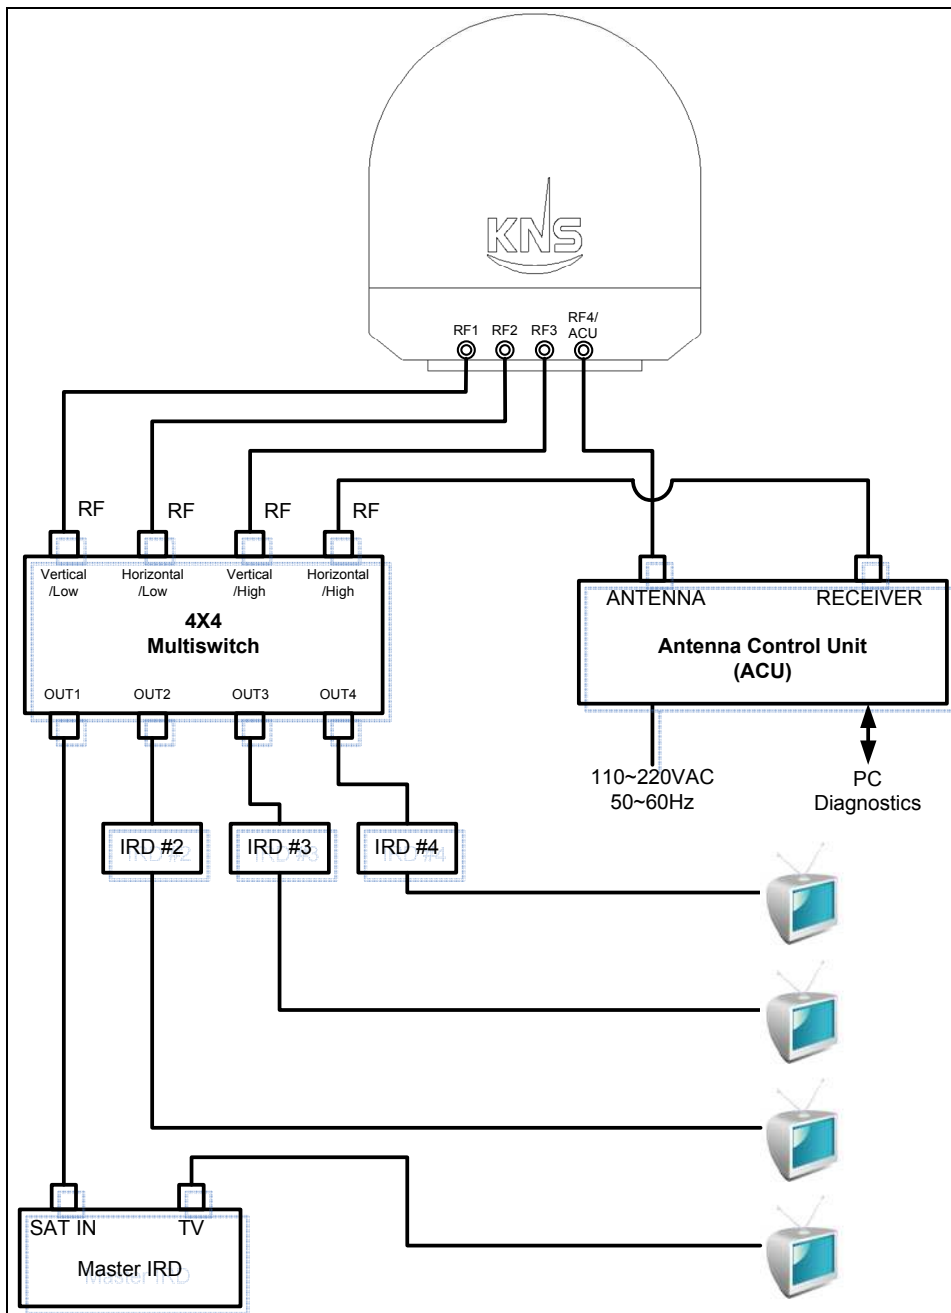 KNS
RF4/
RF1 RF2 RF3 ACU
RF RF RF RF
Vertical
/Low
Horizontal
/Low
Vertical
/High
Horizontal
/High
4X4
Multiswitch
OUT1 OUT2 OUT3 OUT4
ANTENNA RECEIVER
Antenna Control Unit
(ACU)
110~220VAC
50~60Hz
PC
Diagnostics
IRD #2 IRD #3 IRD #4
SAT IN TV
Master IRD